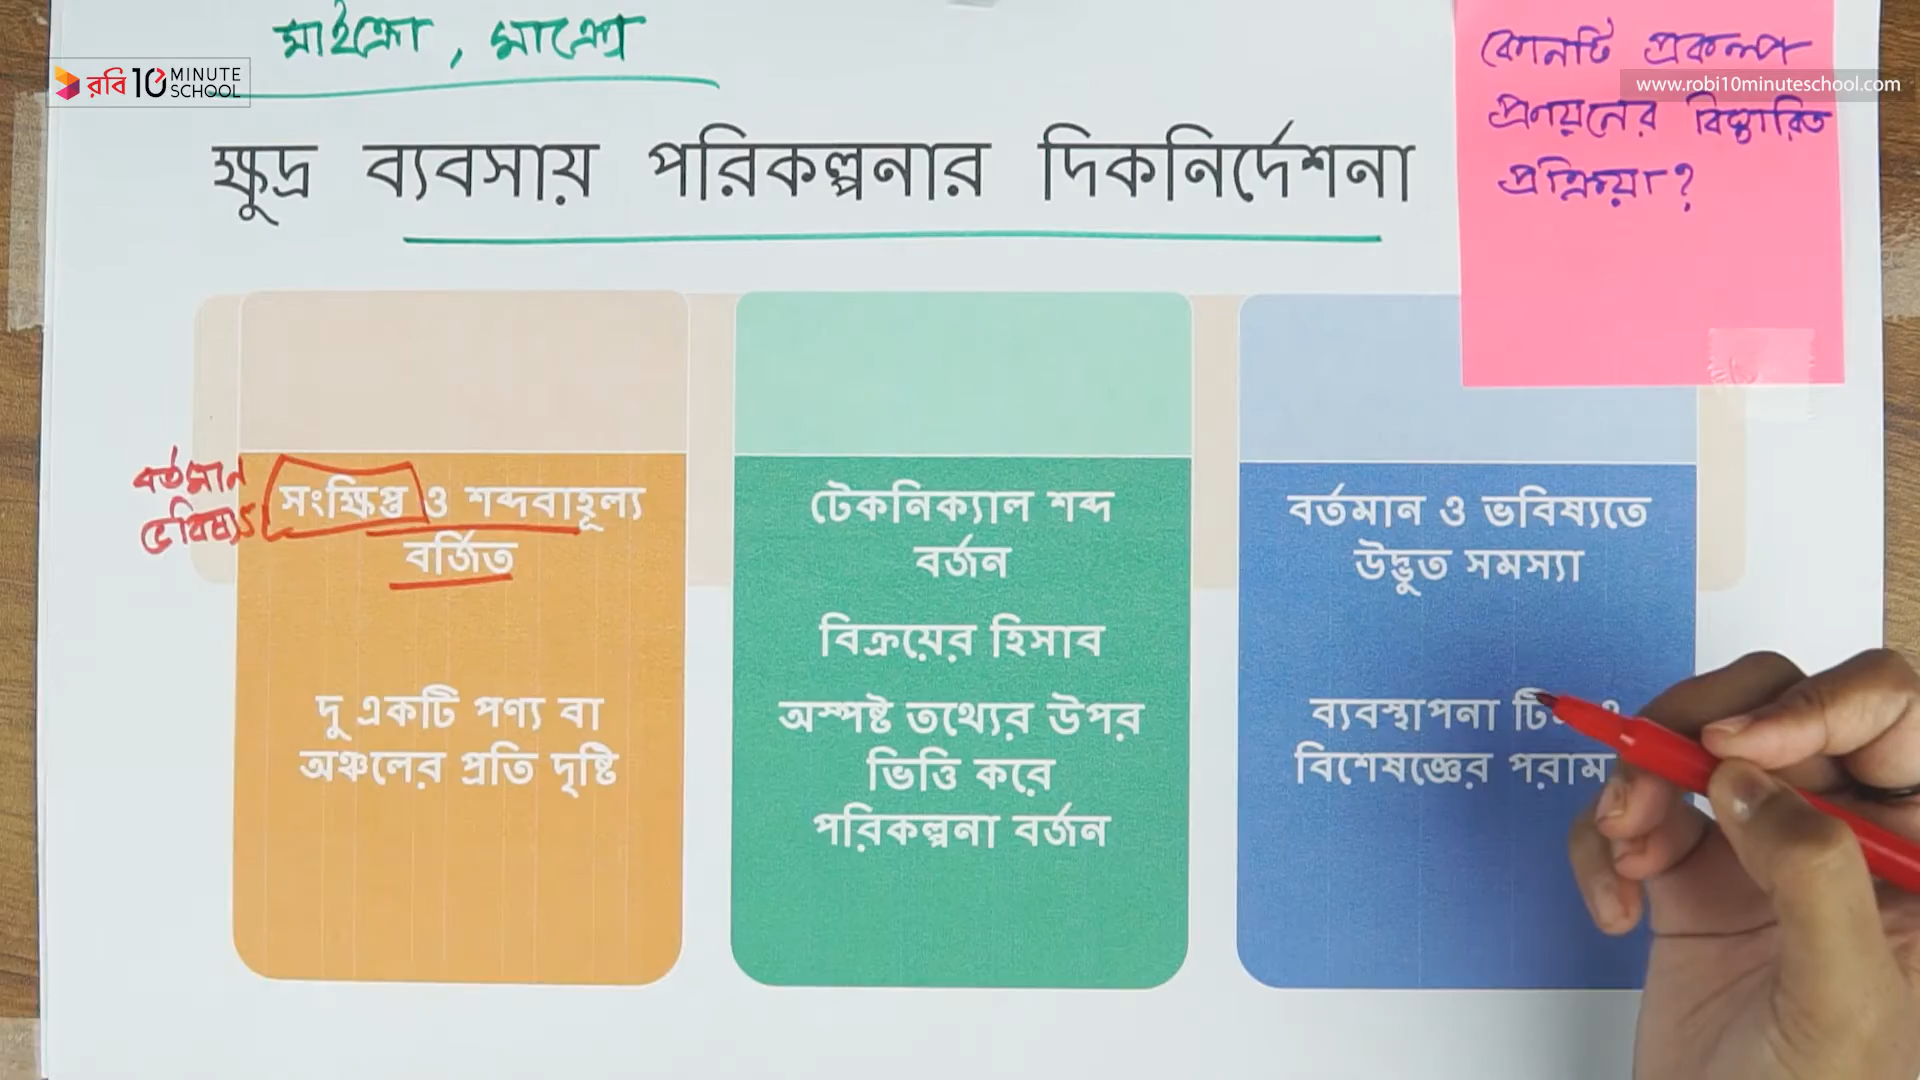 মাইক্রো, ম্যাক্রো
রবি 10 MINUTE SCHOOL
www.robi10minuteschool.com
কোনটি প্রকল্প
প্রণয়নের বিস্তারিত
প্রক্রিয়া?
ক্ষুদ্র ব্যবসায় পরিকল্পনার দিকনির্দেশনা
বর্তমান
ভবিষ্যৎ
সংক্ষিপ্ত ও শব্দবাহূল্য
বর্জিত
দু একটি পণ্য বা
অঞ্চলের প্রতি দৃষ্টি
টেকনিক্যাল শব্দ
বর্জন
বিক্রয়ের হিসাব
অস্পষ্ট তথ্যের উপর
ভিত্তি করে
পরিকল্পনা বর্জন
বর্তমান ও ভবিষ্যতে
উদ্ভুত সমস্যা
ব্যবস্থাপনা
বিশেষজ্ঞের